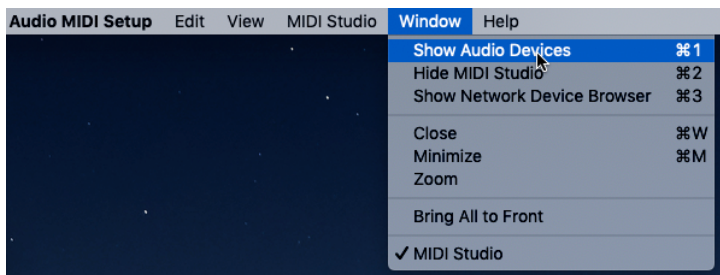 Audio MIDI Setup Edit View MIDI Studio Window Help
Show Audio Devices ⌘1
Hide MIDI Studio ⌘2
Show Network Device Browser ⌘3
Close ⌘W
Minimize ⌘M
Zoom
Bring All to Front
✓ MIDI Studio